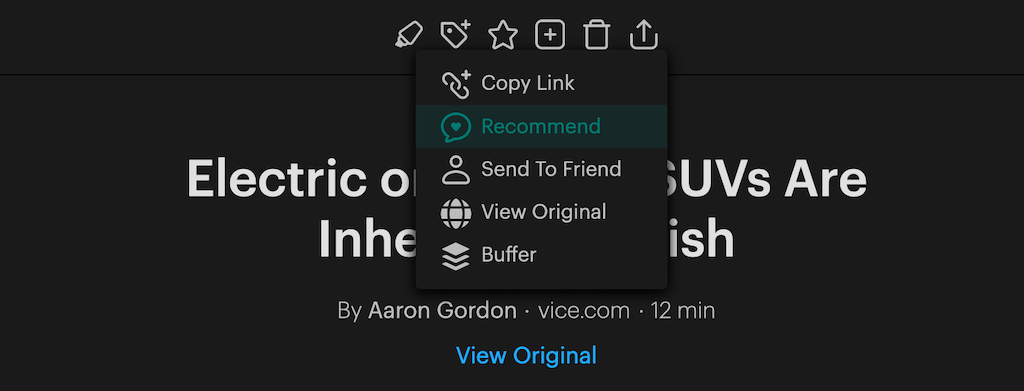 Copy Link
Recommend
Send To Friend
View Original
Buffer
Electric SUVs Are
By Aaron Gordon · vice.com · 12 min
View Original